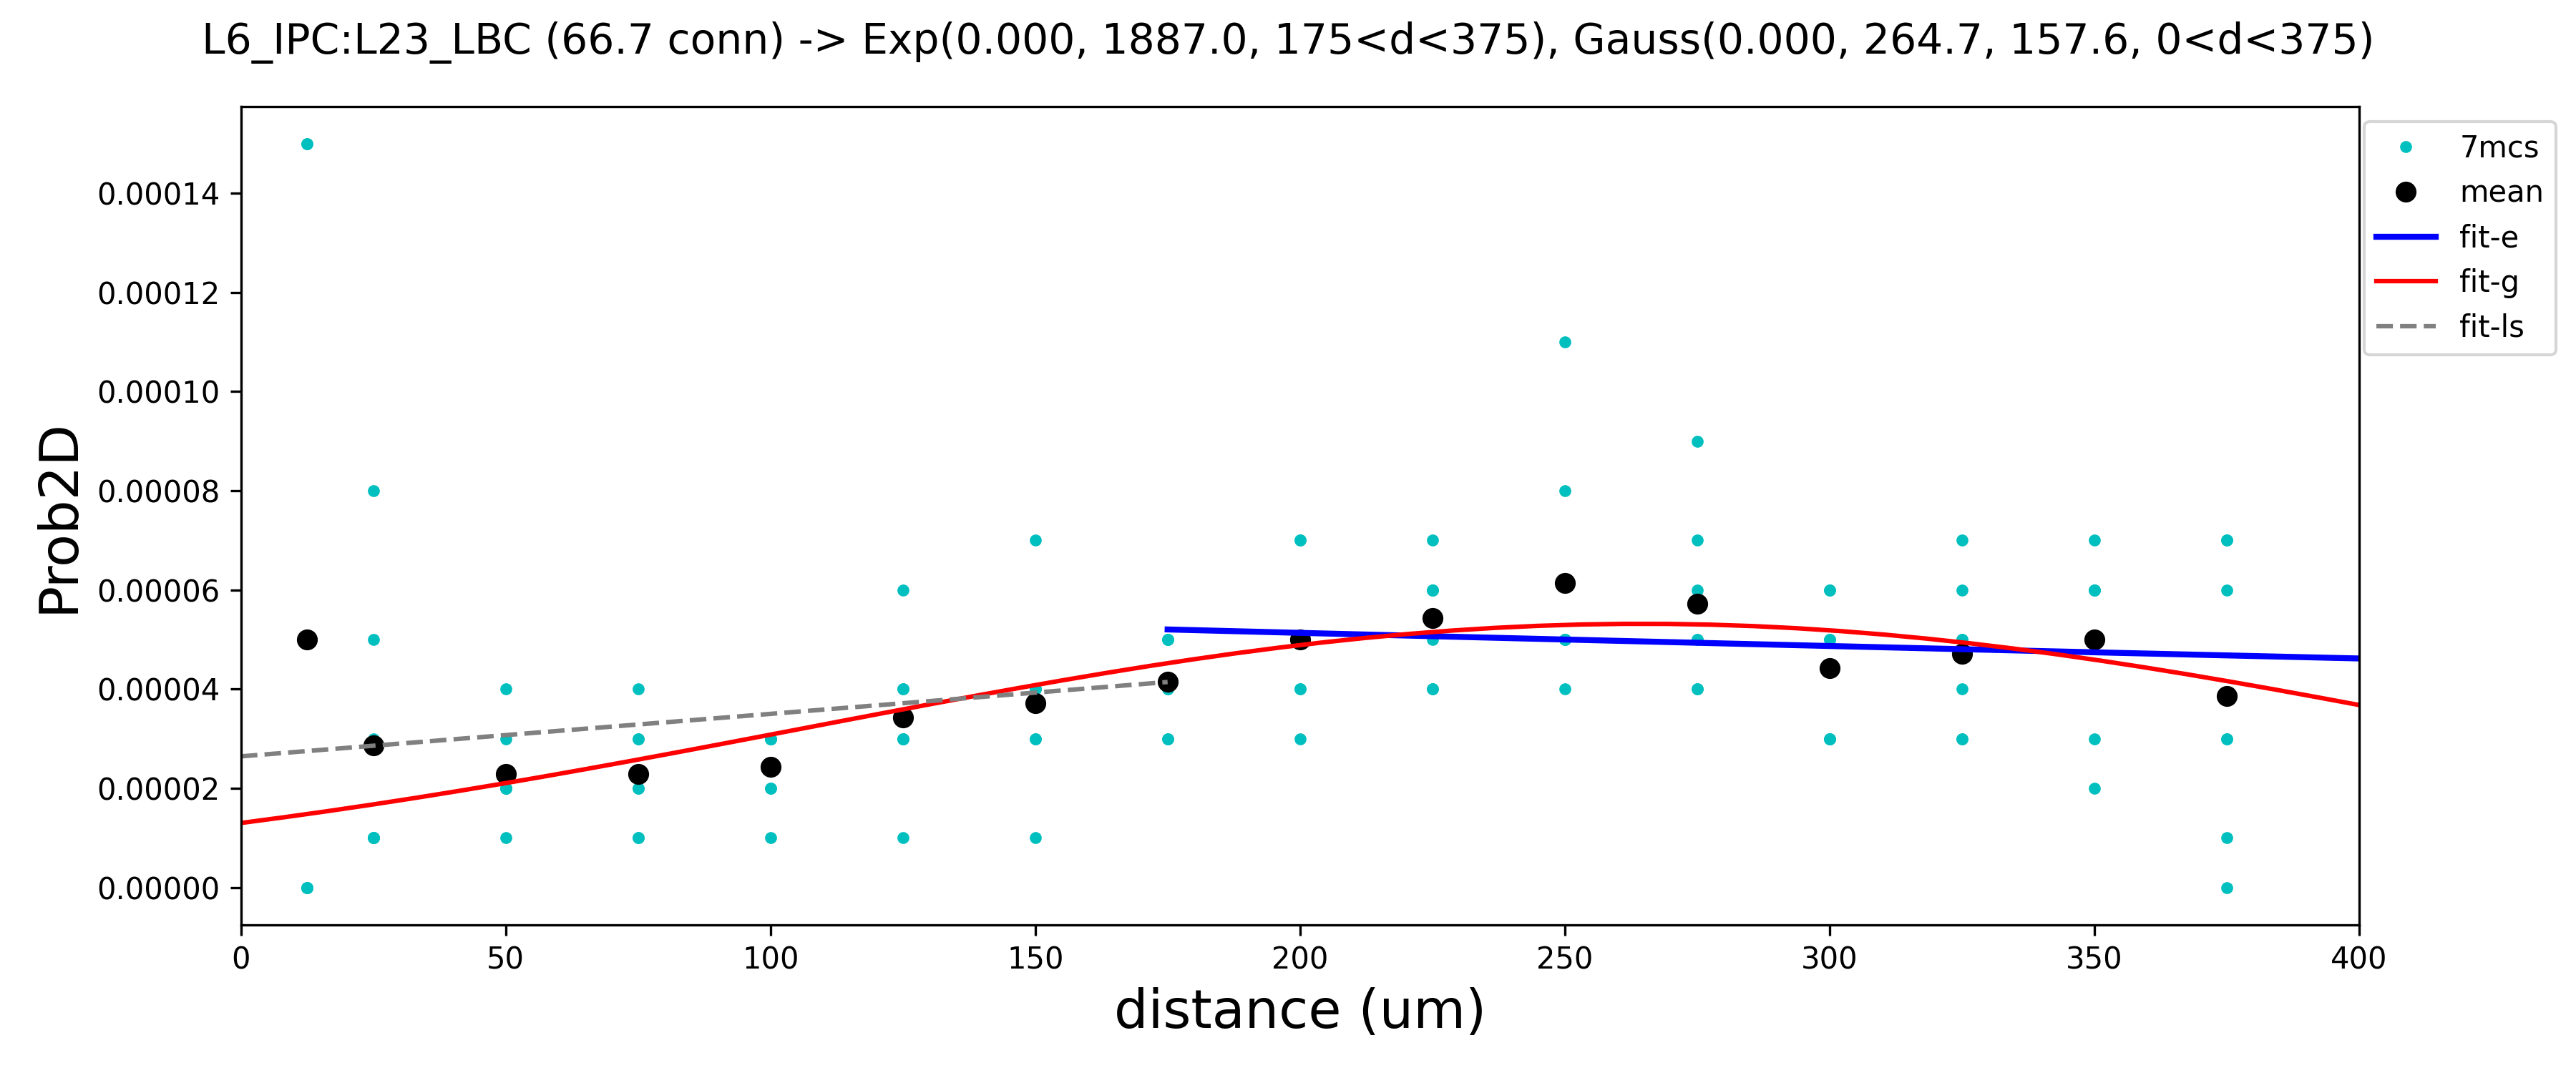 L6_IPC:L23_LBC (66.7 conn) -> Exp(0.000, 1887.0, 175<d<375), Gauss(0.000, 264.7, 157.6, 0<d<375)
7mcs
mean
fit-e
fit-g
fit-ls
Prob2D
0.00014
0.00012
0.00010
0.00008
0.00006
0.00004
0.00002
0.00000
0 50 100 150 200 250 300 350 400
distance (um)